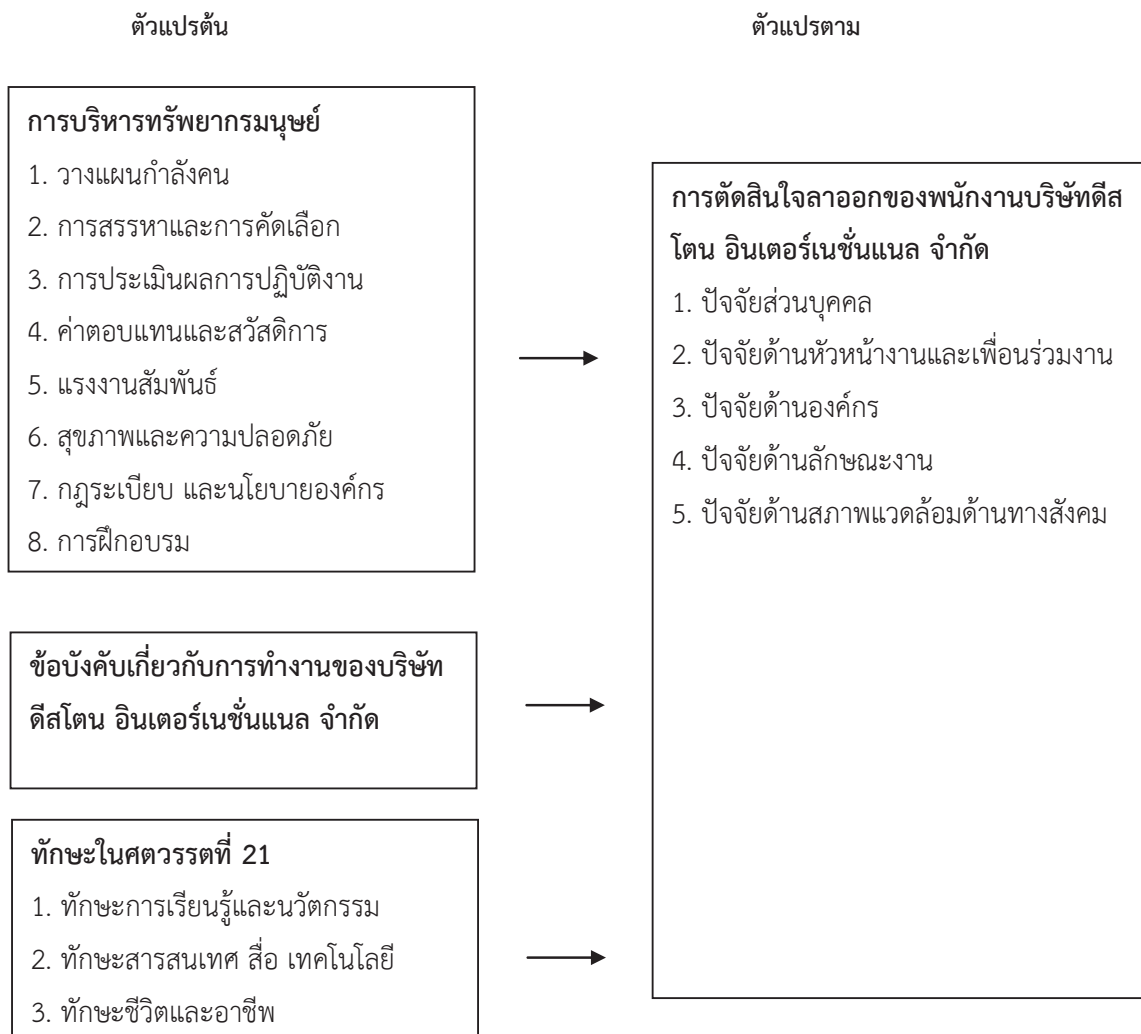 ตัวแปรต้น
ตัวแปรตาม
การบริหารทรัพยากรมนุษย์
1. วางแผนกำลังคน
2. การสรรหาและการคัดเลือก
3. การประเมินผลการปฏิบัติงาน
4. ค่าตอบแทนและสวัสดิการ
5. แรงงานสัมพันธ์
6. สุขภาพและความปลอดภัย
7. กฎระเบียบ และนโยบายองค์กร
8. การฝึกอบรม
ข้อบังคับเกี่ยวกับการทำงานของบริษัท
ดีสโตน อินเตอร์เนชั่นแนล จำกัด
ทักษะในศตวรรตที่ 21
1. ทักษะการเรียนรู้และนวัตกรรม
2. ทักษะสารสนเทศ สื่อ เทคโนโลยี
3. ทักษะชีวิตและอาชีพ
การตัดสินใจลาออกของพนักงานบริษัทดีส
โตน อินเตอร์เนชั่นแนล จำกัด
1. ปัจจัยส่วนบุคคล
2. ปัจจัยด้านหัวหน้างานและเพื่อนร่วมงาน
3. ปัจจัยด้านองค์กร
4. ปัจจัยด้านลักษณะงาน
5. ปัจจัยด้านสภาพแวดล้อมด้านทางสังคม